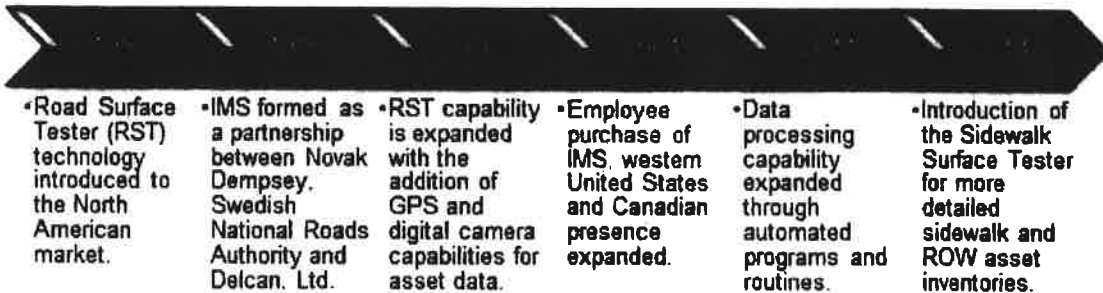 •Road Surface
Tester (RST)
technology
introduced to
the North
American
market.
•IMS formed as
a partnership
between Novak
Dempsey,
Swedish
National Roads
Authority and
Delcan, Ltd.
•RST capability
is expanded
with the
addition of
GPS and
digital camera
capabilities for
asset data.
•Employee
purchase of
IMS, western
United States
and Canadian
presence
expanded.
•Data
processing
capability
expanded
through
automated
programs and
routines.
•Introduction of
the Sidewalk
Surface Tester
for more
detailed
sidewalk and
ROW asset
inventories.